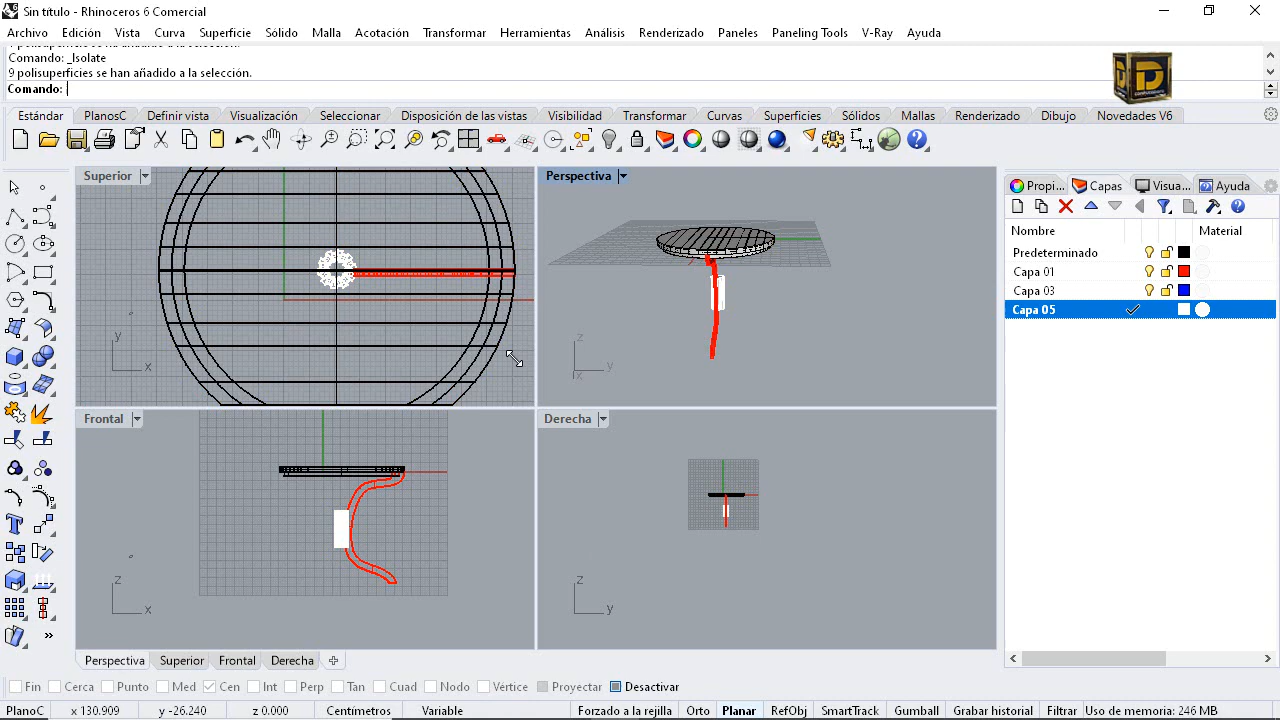 Sin título - Rhinoceros 6 Comercial
Archivo Edición Vista Curva Superficie Sólido Malla Acotación Transformar Herramientas Análisis Renderizado Paneles Paneling Tools V-Ray Ayuda
Comando: _Isolate
9 polisuperficies se han añadido a la selección.
Comando:
Estándar PlanosC Definir vista Visualización Seleccionar Disposición de las vistas Visibilidad Transformar Curvas Superficies Sólidos Mallas Renderizado Dibujo Novedades V6
Superior
Perspectiva
Propi... Capas Visua... Ayuda
Nombre Material
Predeterminado
Capa 01
Capa 03
Capa 05
y x
z y x
Frontal
Derecha
z x
z y
Perspectiva Superior Frontal Derecha
Fin Cerca Punto Med Cen Int Perp Tan Cuad Nodo Vértice Proyectar Desactivar
PlanoC x 130.909 y -26.240 z 0.000 Centímetros Variable Forzado a la rejilla Orto Planar RefObj SmartTrack Gumball Grabar historial Filtrar Uso de memoria: 246 MB